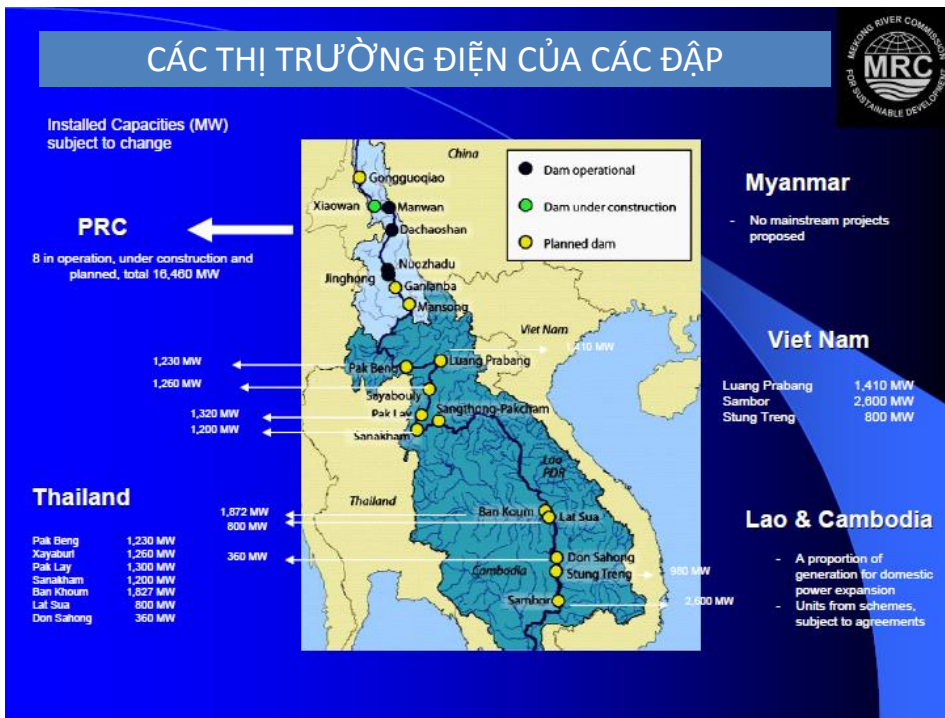 CÁC THỊ TRƯỜNG ĐIỆN CỦA CÁC ĐẬP
MEKONG RIVER COMMISSION
MRC
FOR SUSTAINABLE DEVELOPMENT
Installed Capacities (MW)
subject to change
PRC
8 in operation, under construction and
planned, total 16,460 MW
China
Gongguoqiao
Xiaowan
Manwan
Dachaoshan
Nuozhadu
Jinghong
Ganlanba
Mansong
Dam operational
Dam under construction
Planned dam
Myanmar
- No mainstream projects
proposed
Viet Nam
1,410 MW
1,230 MW
Pak Beng
Luang Prabang
1,260 MW
Sayabouly
1,320 MW
Pak Lay
Sangthong-Pakcham
1,200 MW
Sanakham
Lao
PDR
Thailand
1,872 MW
Ban Koum
800 MW
Lat Sua
360 MW
Don Sahong
Cambodia
Stung Treng
980 MW
Sambor
2,600 MW
Viet Nam
Luang Prabang 1,410 MW
Sambor 2,600 MW
Stung Treng 800 MW
Thailand
Pak Beng 1,230 MW
Xayaburi 1,260 MW
Pak Lay 1,300 MW
Sanakham 1,200 MW
Ban Khoum 1,827 MW
Lat Sua 800 MW
Don Sahong 360 MW
Lao & Cambodia
- A proportion of
generation for domestic
power expansion
- Units from schemes,
subject to agreements